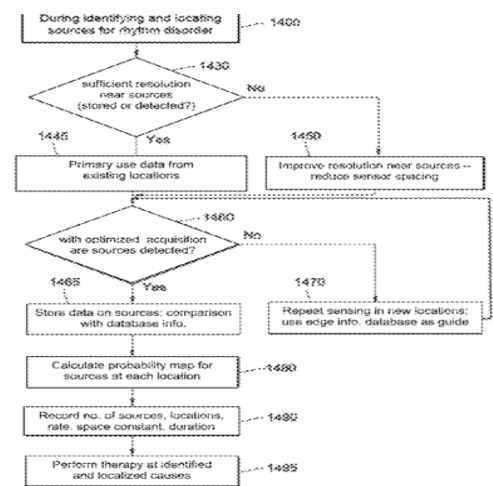 During identifying and locating
sources for rhythm disorder
1400
1430
sufficient resolution
near sources
(stored or detected?)
No
1445
Yes
1450
Primary use data from
existing locations
Improve resolution near sources --
reduce sensor spacing
1460
with optimized acquisition
are sources detected?
No
1465
Yes
1470
Store data on sources: comparison
with database info.
Repeat sensing in new locations:
use edge info. database as guide
Calculate probability map for
sources at each location
1480
Record no. of sources, locations,
rate, space constant, duration
1490
Perform therapy at identified
and localized causes
1495